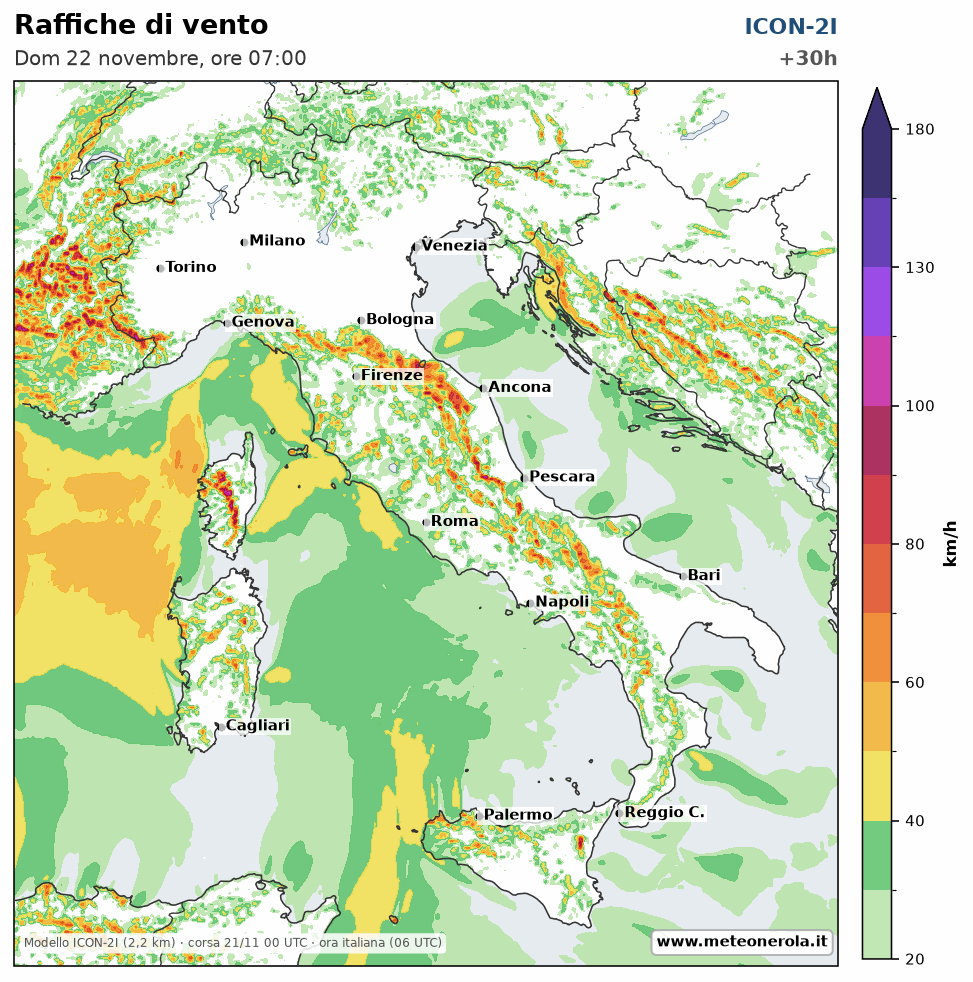 Raffiche di vento
ICON-2I
Dom 22 novembre, ore 07:00
+30h
180
Milano
Venezia
Torino
130
Genova
Bologna
Firenze
Ancona
100
Pescara
Roma
km/h
80
Bari
Napoli
60
Cagliari
Palermo
Reggio C.
40
Modello ICON-2I (2,2 km) · corsa 21/11 00 UTC · ora italiana (06 UTC)
www.meteonerola.it
20